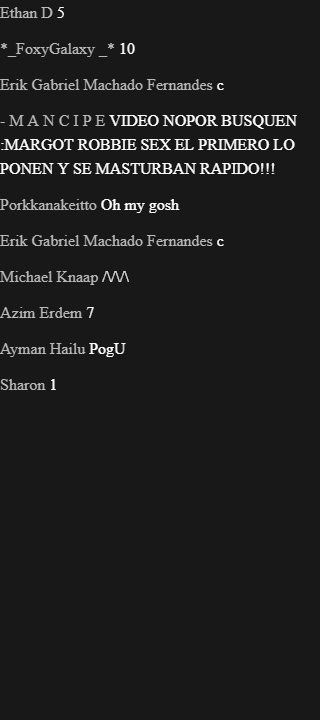 Ethan D 5
*_FoxyGalaxy _* 10
Erik Gabriel Machado Fernandes c
- M A N C I P E VIDEO NOPOR BUSQUEN
:MARGOT ROBBIE SEX EL PRIMERO LO
PONEN Y SE MASTURBAN RAPIDO!!!
Porkkanakeitto Oh my gosh
Erik Gabriel Machado Fernandes c
Michael Knaap /\/\/\
Azim Erdem 7
Ayman Hailu PogU
Sharon 1